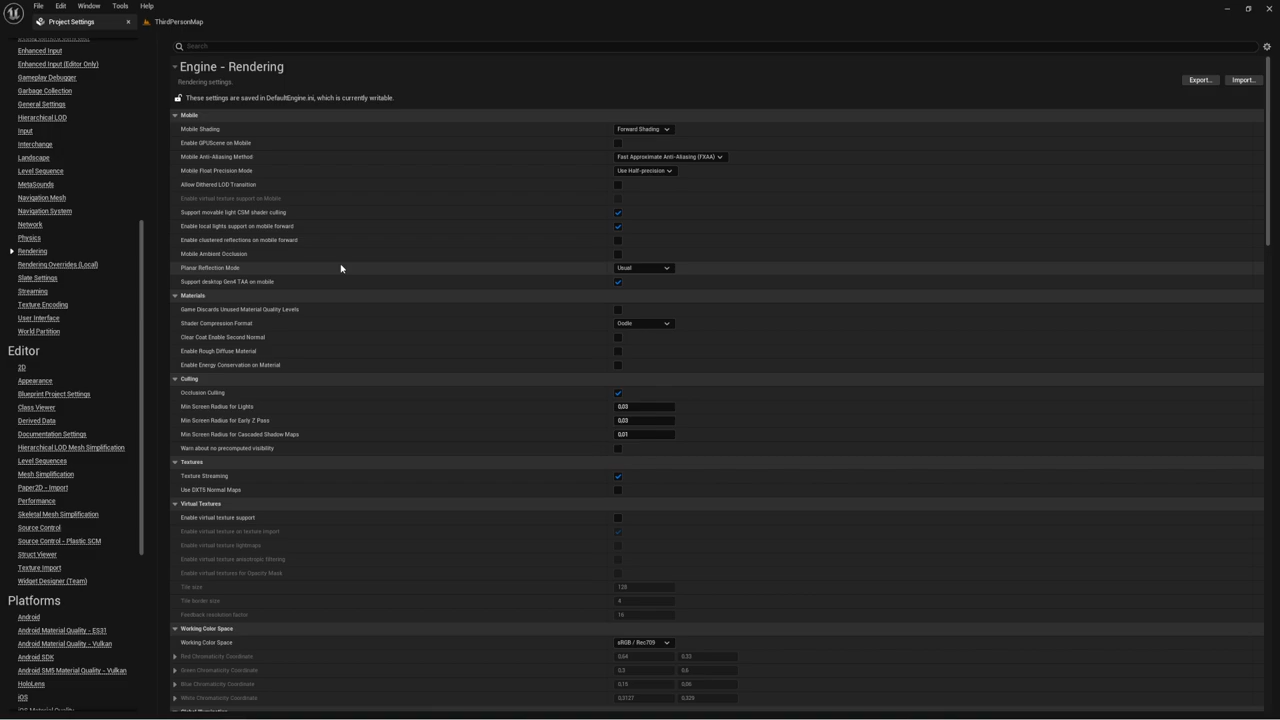 File Edit Window Tools Help
Project Settings
ThirdPersonMap
Enhanced Input
Enhanced Input (Editor Only)
Gameplay Debugger
Garbage Collection
General Settings
Hierarchical LOD
Input
Interchange
Landscape
Level Sequence
MetaSounds
Navigation Mesh
Navigation System
Network
Physics
Rendering
Rendering Overrides (Local)
Slate Settings
Streaming
Texture Encoding
User Interface
World Partition
Editor
2D
Appearance
Blueprint Project Settings
Class Viewer
Derived Data
Documentation Settings
Hierarchical LOD Mesh Simplification
Level Sequences
Mesh Simplification
Paper2D - Import
Performance
Skeletal Mesh Simplification
Source Control
Source Control - Plastic SCM
Struct Viewer
Texture Import
Widget Designer (Team)
Platforms
Android
Android Material Quality - ES31
Android Material Quality - Vulkan
Android SDK
Android SM5 Material Quality - Vulkan
HoloLens
iOS
iOS Material Quality
Search
Engine - Rendering
Rendering settings.
Export... Import...
These settings are saved in DefaultEngine.ini, which is currently writable.
Mobile
Mobile Shading Forward Shading
Enable GPUScene on Mobile
Mobile Anti-Aliasing Method Fast Approximate Anti-Aliasing (FXAA)
Mobile Float Precision Mode Use Half-precision
Allow Dithered LOD Transition
Enable virtual texture support on Mobile
Support movable light CSM shader culling
Enable local lights support on mobile forward
Enable clustered reflections on mobile forward
Mobile Ambient Occlusion
Planar Reflection Mode Usual
Support desktop Gen4 TAA on mobile
Materials
Game Discards Unused Material Quality Levels
Shader Compression Format Oodle
Clear Coat Enable Second Normal
Enable Rough Diffuse Material
Enable Energy Conservation on Material
Culling
Occlusion Culling
Min Screen Radius for Lights 0,03
Min Screen Radius for Early Z Pass 0,03
Min Screen Radius for Cascaded Shadow Maps 0,01
Warn about no precomputed visibility
Textures
Texture Streaming
Use DXT5 Normal Maps
Virtual Textures
Enable virtual texture support
Enable virtual texture on texture import
Enable virtual texture lightmaps
Enable virtual texture anisotropic filtering
Enable virtual textures for Opacity Mask
Tile size 128
Tile border size 4
Feedback resolution factor 16
Working Color Space
Working Color Space sRGB / Rec709
Red Chromaticity Coordinate 0,64 0,33
Green Chromaticity Coordinate 0,3 0,6
Blue Chromaticity Coordinate 0,15 0,06
White Chromaticity Coordinate 0,3127 0,329